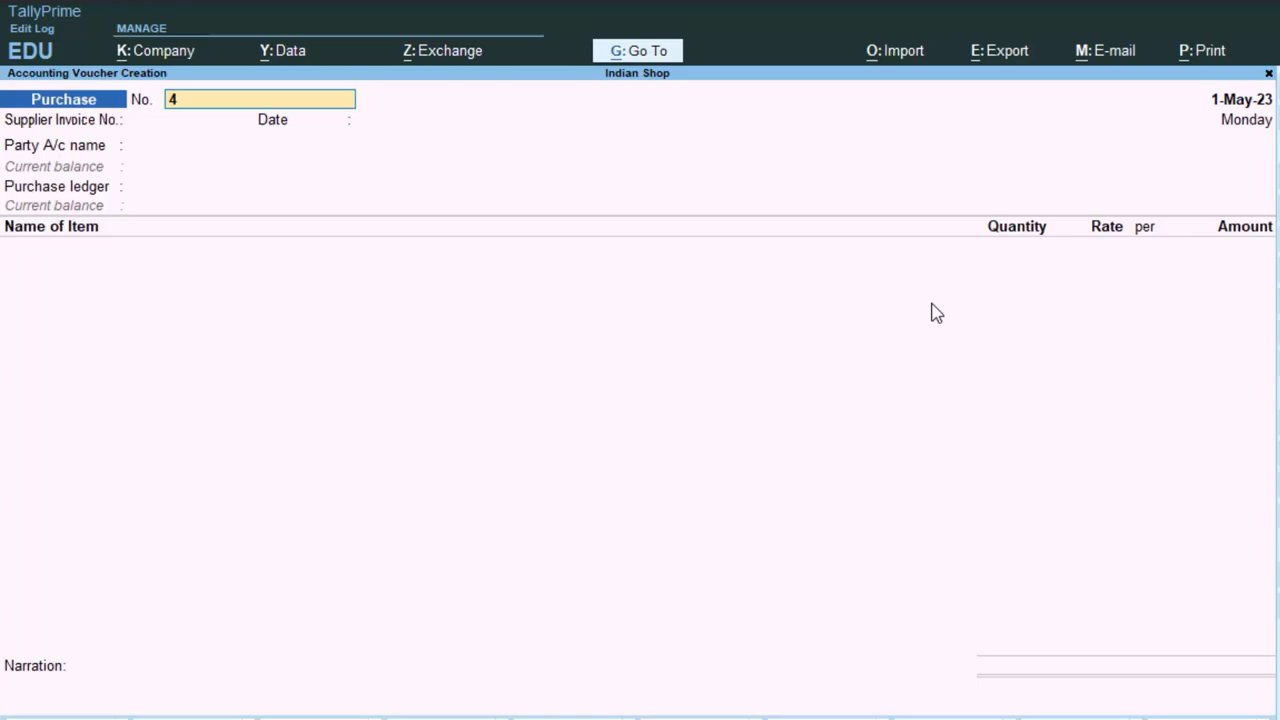 TallyPrime
Edit Log
MANAGE
EDU
K: Company Y: Data Z: Exchange G: Go To O: Import E: Export M: E-mail P: Print
Accounting Voucher Creation Indian Shop ×
Purchase No. 4 1-May-23
Supplier Invoice No.: Date : Monday
Party A/c name :
Current balance :
Purchase ledger :
Current balance :
Name of Item Quantity Rate per Amount
Narration: